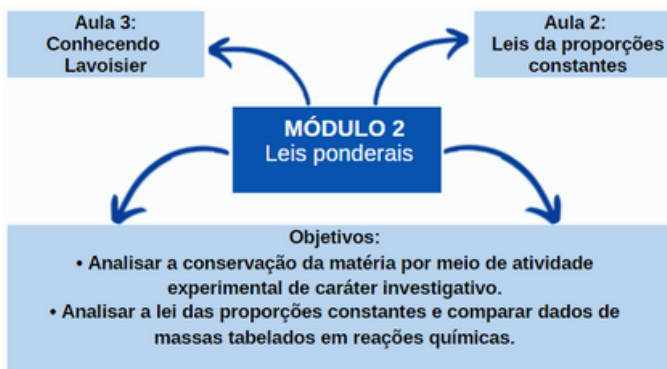 Aula 3:
Conhecendo
Lavoisier
Aula 2:
Leis da proporções
constantes
MÓDULO 2
Leis ponderais
Objetivos:
• Analisar a conservação da matéria por meio de atividade
experimental de caráter investigativo.
• Analisar a lei das proporções constantes e comparar dados de
massas tabelados em reações químicas.